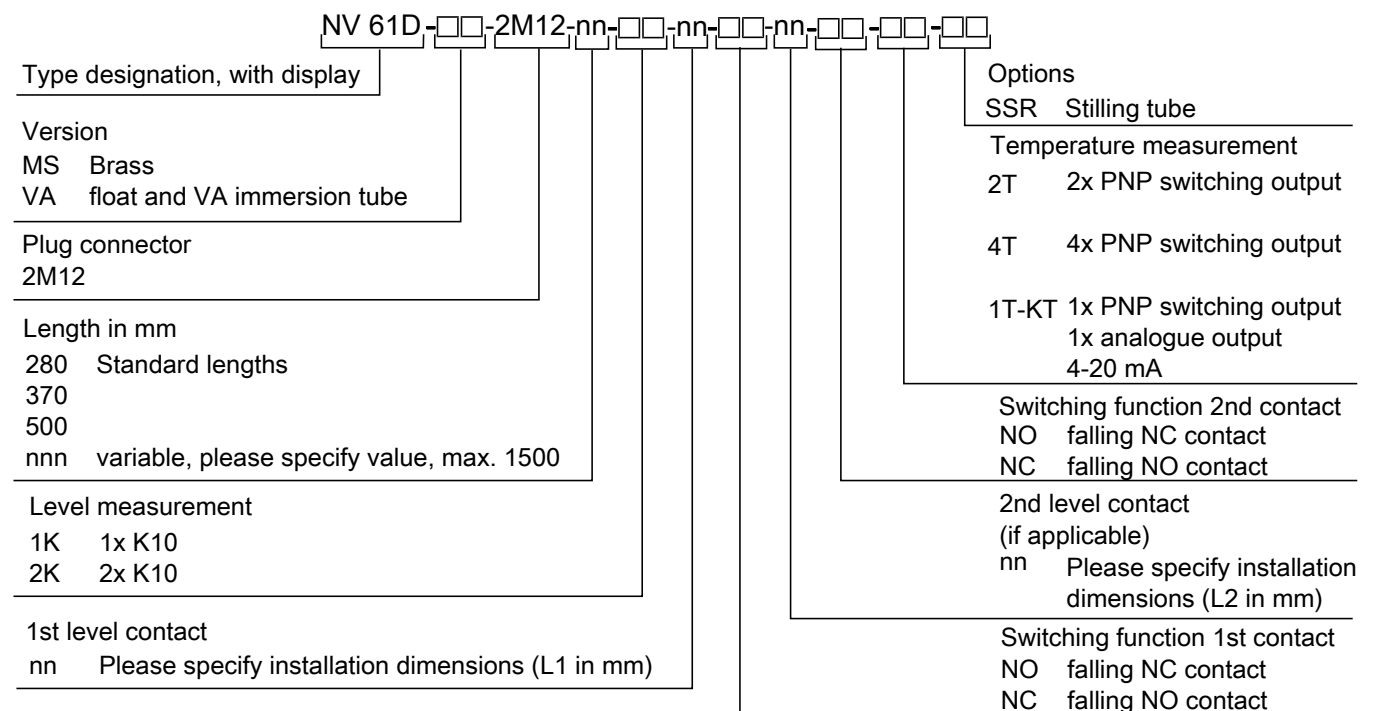 NV 61D-□□-2M12-nn-□□-nn-□□-nn-□□-□□-□□
Type designation, with display
Version
MS Brass
VA float and VA immersion tube
Plug connector
2M12
Length in mm
280 Standard lengths
370
500
nnn variable, please specify value, max. 1500
Level measurement
1K 1x K10
2K 2x K10
1st level contact
nn Please specify installation dimensions (L1 in mm)
Options
SSR Stilling tube
Temperature measurement
2T 2x PNP switching output
4T 4x PNP switching output
1T-KT 1x PNP switching output
1x analogue output
4-20 mA
Switching function 2nd contact
NO falling NC contact
NC falling NO contact
2nd level contact
(if applicable)
nn Please specify installation
dimensions (L2 in mm)
Switching function 1st contact
NO falling NC contact
NC falling NO contact